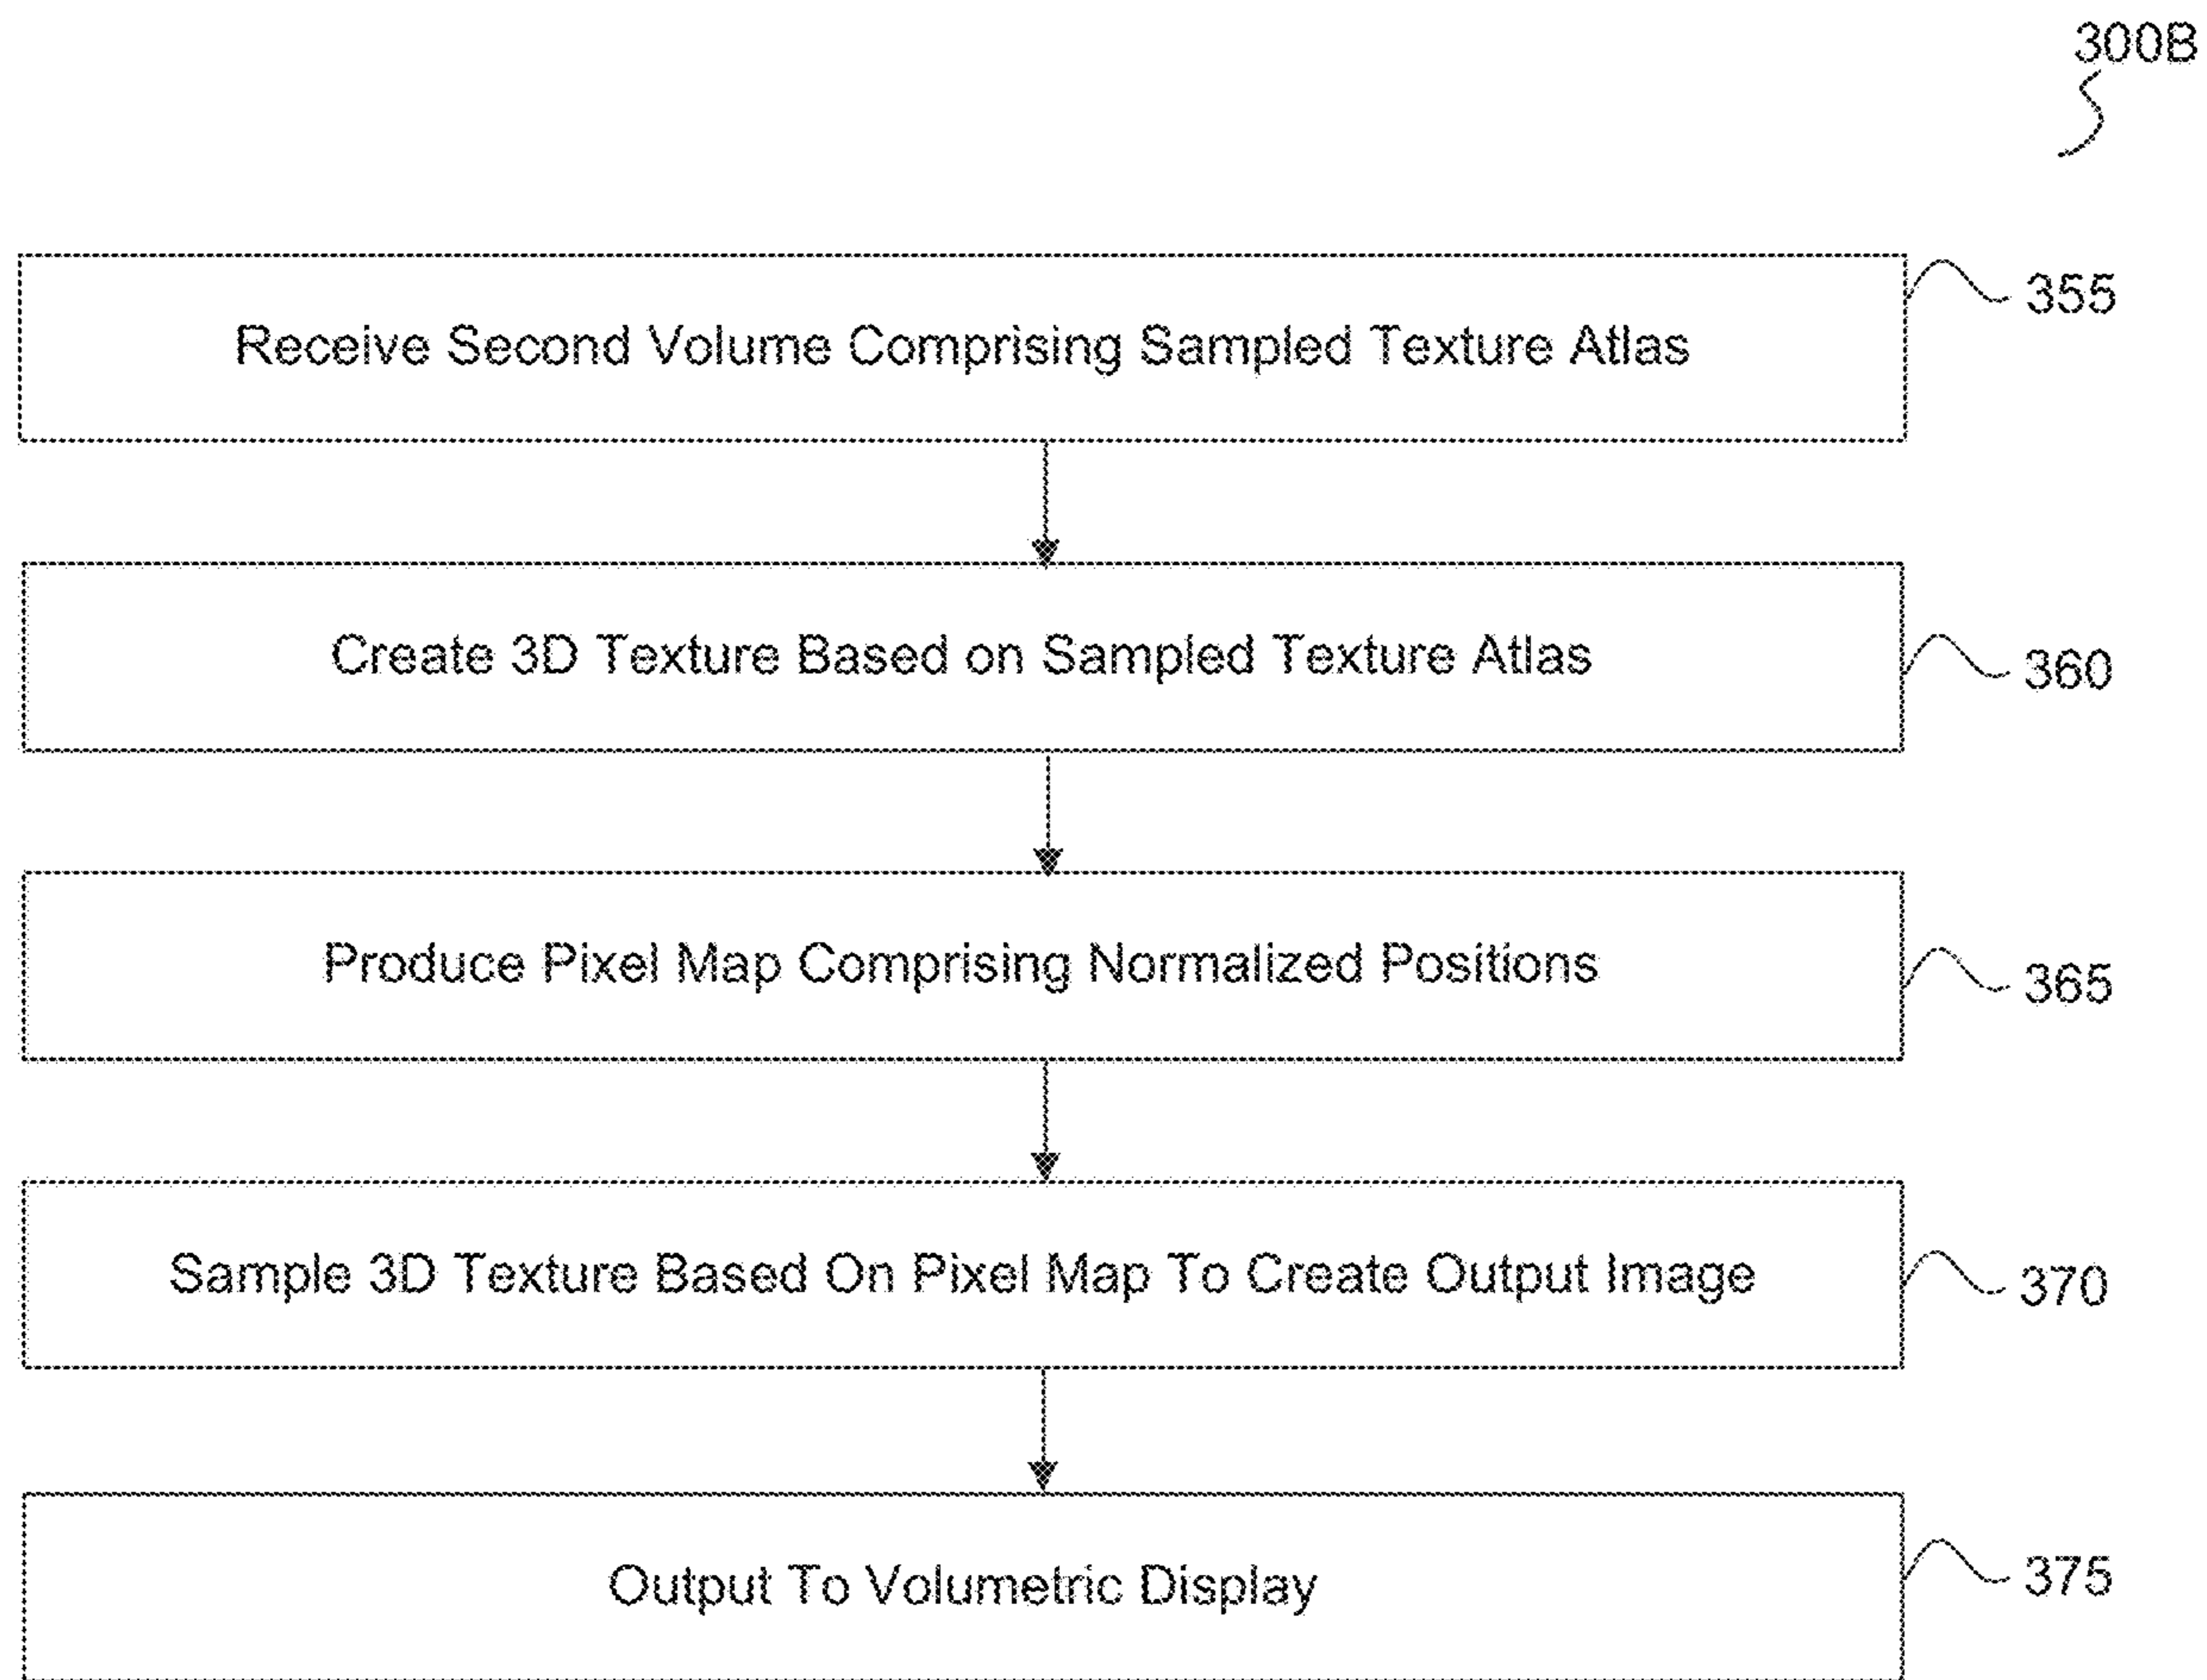 300B
Receive Second Volume Comprising Sampled Texture Atlas
355
Create 3D Texture Based on Sampled Texture Atlas
360
Produce Pixel Map Comprising Normalized Positions
365
Sample 3D Texture Based On Pixel Map To Create Output Image
370
Output To Volumetric Display
375